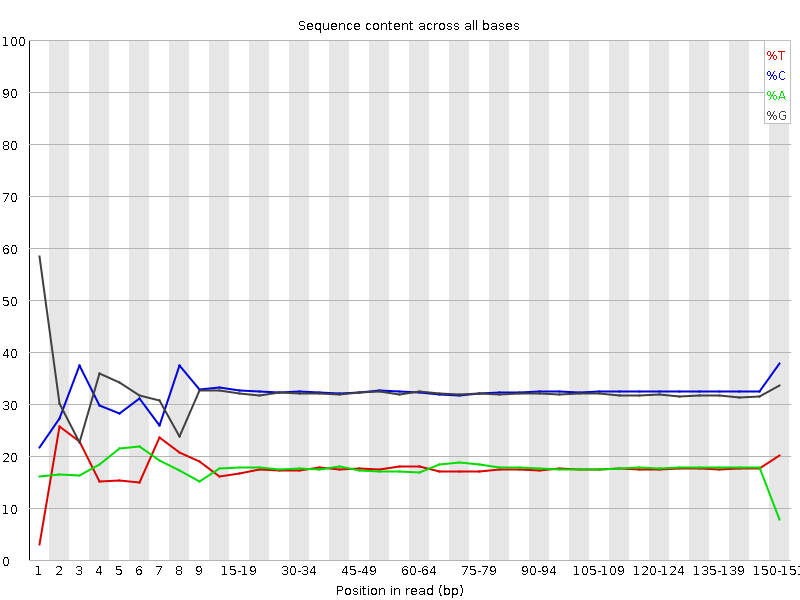 Sequence content across all bases
100
90
80
70
60
50
40
30
20
10
0
%T
%C
%A
%G
1 2 3 4 5 6 7 8 9 15-19 30-34 45-49 60-64 75-79 90-94 105-109 120-124 135-139 150-151
Position in read (bp)